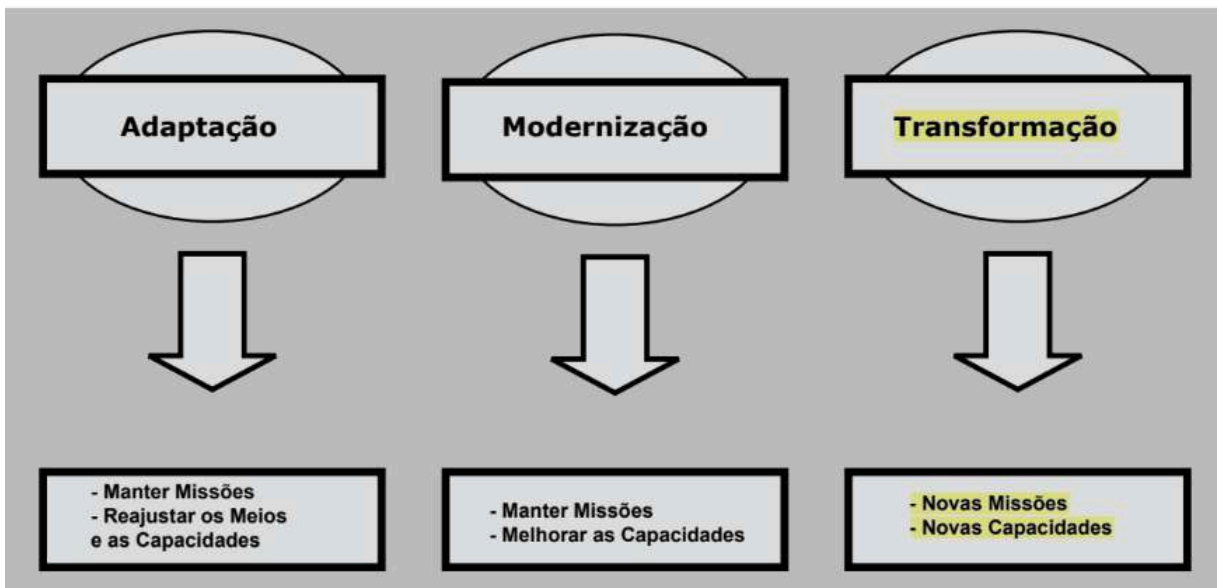 Adaptação
Modernização
Transformação
- Manter Missões
- Reajustar os Meios
e as Capacidades
- Manter Missões
- Melhorar as Capacidades
- Novas Missões
- Novas Capacidades